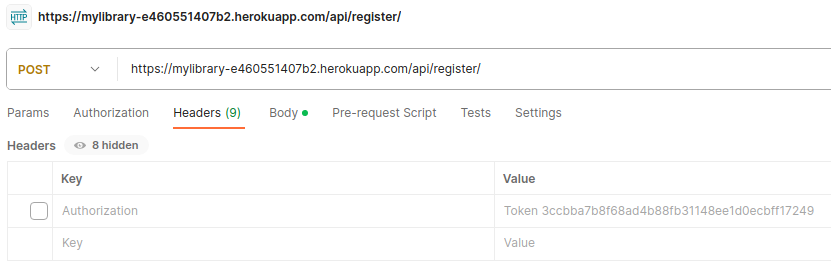 HTTP https://mylibrary-e460551407b2.herokuapp.com/api/register/
POST https://mylibrary-e460551407b2.herokuapp.com/api/register/
Params Authorization Headers (9) Body Pre-request Script Tests Settings
Headers 8 hidden
Key Value
Authorization Token 3ccbba7b8f68ad4b88fb31148ee1d0ecbff17249
Key Value